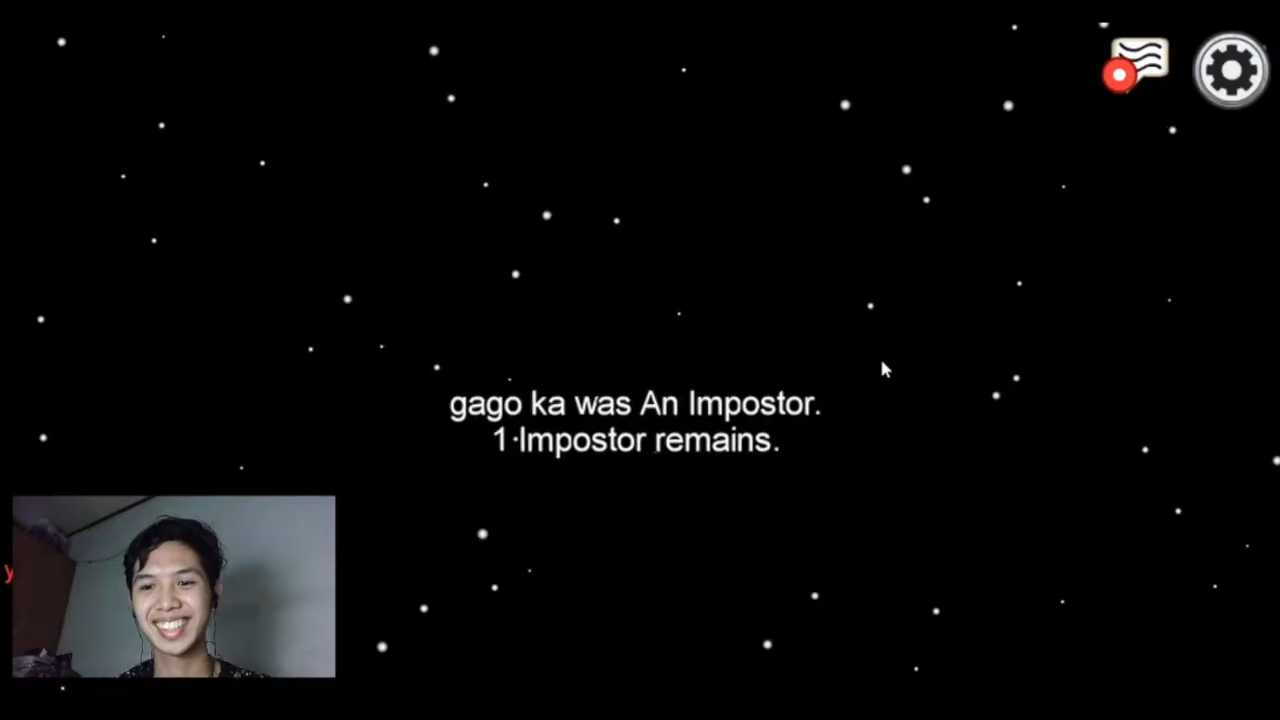 gago ka was An Impostor.
1 Impostor remains.
y